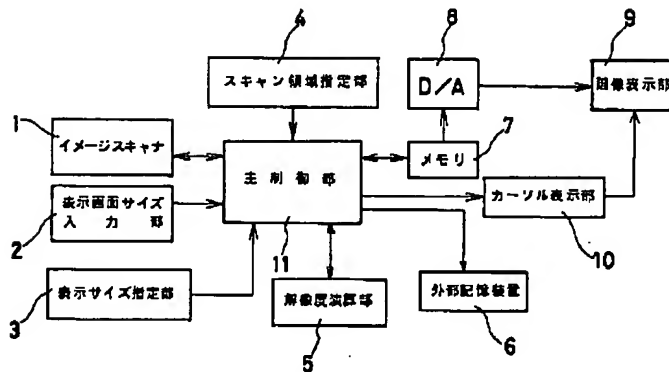 4
スキャン領域指定部
8
D/A
9
画像表示部
1
イメージスキャナ
主制御部
11
7
メモリ
表示画面サイズ
入力部
2
カーソル表示部
10
表示サイズ指定部
3
解像度演算部
5
外部記憶装置
6